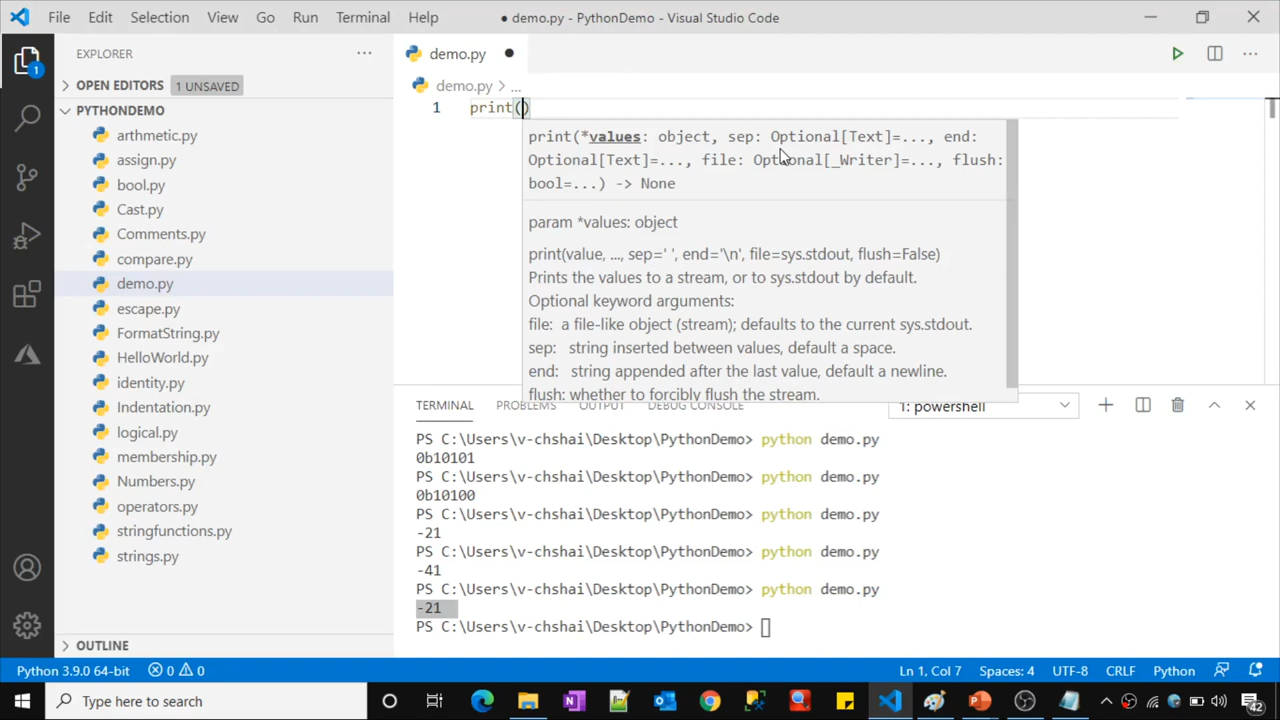 File Edit Selection View Go Run Terminal Help
● demo.py - PythonDemo - Visual Studio Code
1
EXPLORER
OPEN EDITORS 1 UNSAVED
PYTHONDEMO
arthmetic.py
assign.py
bool.py
Cast.py
Comments.py
compare.py
demo.py
escape.py
FormatString.py
HelloWorld.py
identity.py
Indentation.py
logical.py
membership.py
Numbers.py
operators.py
stringfunctions.py
strings.py
OUTLINE
demo.py
demo.py > ...
1 print()
print(*values: object, sep: Optional[Text]=..., end:
Optional[Text]=..., file: Optional[_Writer]=..., flush:
bool=...) -> None
param *values: object
print(value, ..., sep=' ', end='\n', file=sys.stdout, flush=False)
Prints the values to a stream, or to sys.stdout by default.
Optional keyword arguments:
file: a file-like object (stream); defaults to the current sys.stdout.
sep: string inserted between values, default a space.
end: string appended after the last value, default a newline.
flush: whether to forcibly flush the stream.
TERMINAL PROBLEMS OUTPUT DEBUG CONSOLE 1: powershell
PS C:\Users\v-chshai\Desktop\PythonDemo> python demo.py
0b10101
PS C:\Users\v-chshai\Desktop\PythonDemo> python demo.py
0b10100
PS C:\Users\v-chshai\Desktop\PythonDemo> python demo.py
-21
PS C:\Users\v-chshai\Desktop\PythonDemo> python demo.py
-41
PS C:\Users\v-chshai\Desktop\PythonDemo> python demo.py
-21
PS C:\Users\v-chshai\Desktop\PythonDemo>
Python 3.9.0 64-bit 0 0 Ln 1, Col 7 Spaces: 4 UTF-8 CRLF Python
Type here to search
42